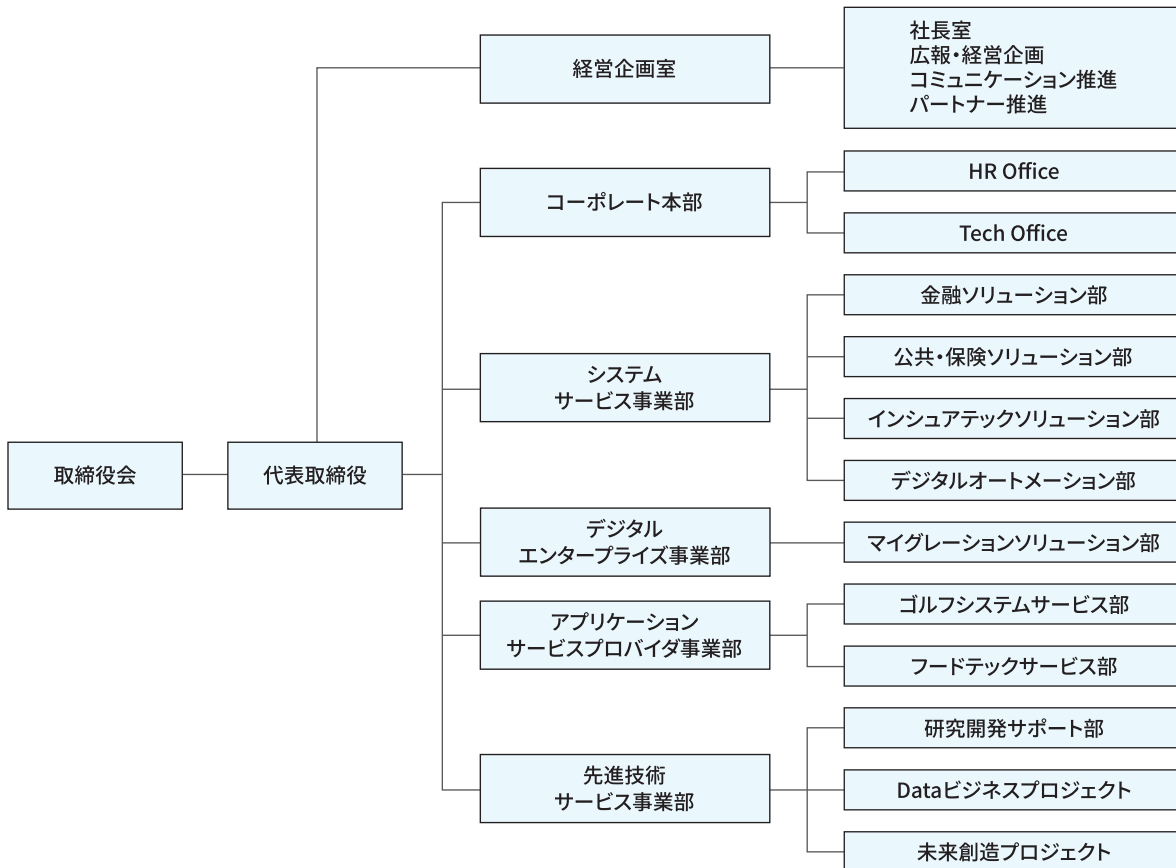 取締役会
代表取締役
経営企画室
社長室
広報・経営企画
コミュニケーション推進
パートナー推進
コーポレート本部
HR Office
Tech Office
システム
サービス事業部
金融ソリューション部
公共・保険ソリューション部
インシュアテックソリューション部
デジタルオートメーション部
デジタル
エンタープライズ事業部
マイグレーションソリューション部
アプリケーション
サービスプロバイダ事業部
ゴルフシステムサービス部
フードテックサービス部
先進技術
サービス事業部
研究開発サポート部
Dataビジネスプロジェクト
未来創造プロジェクト